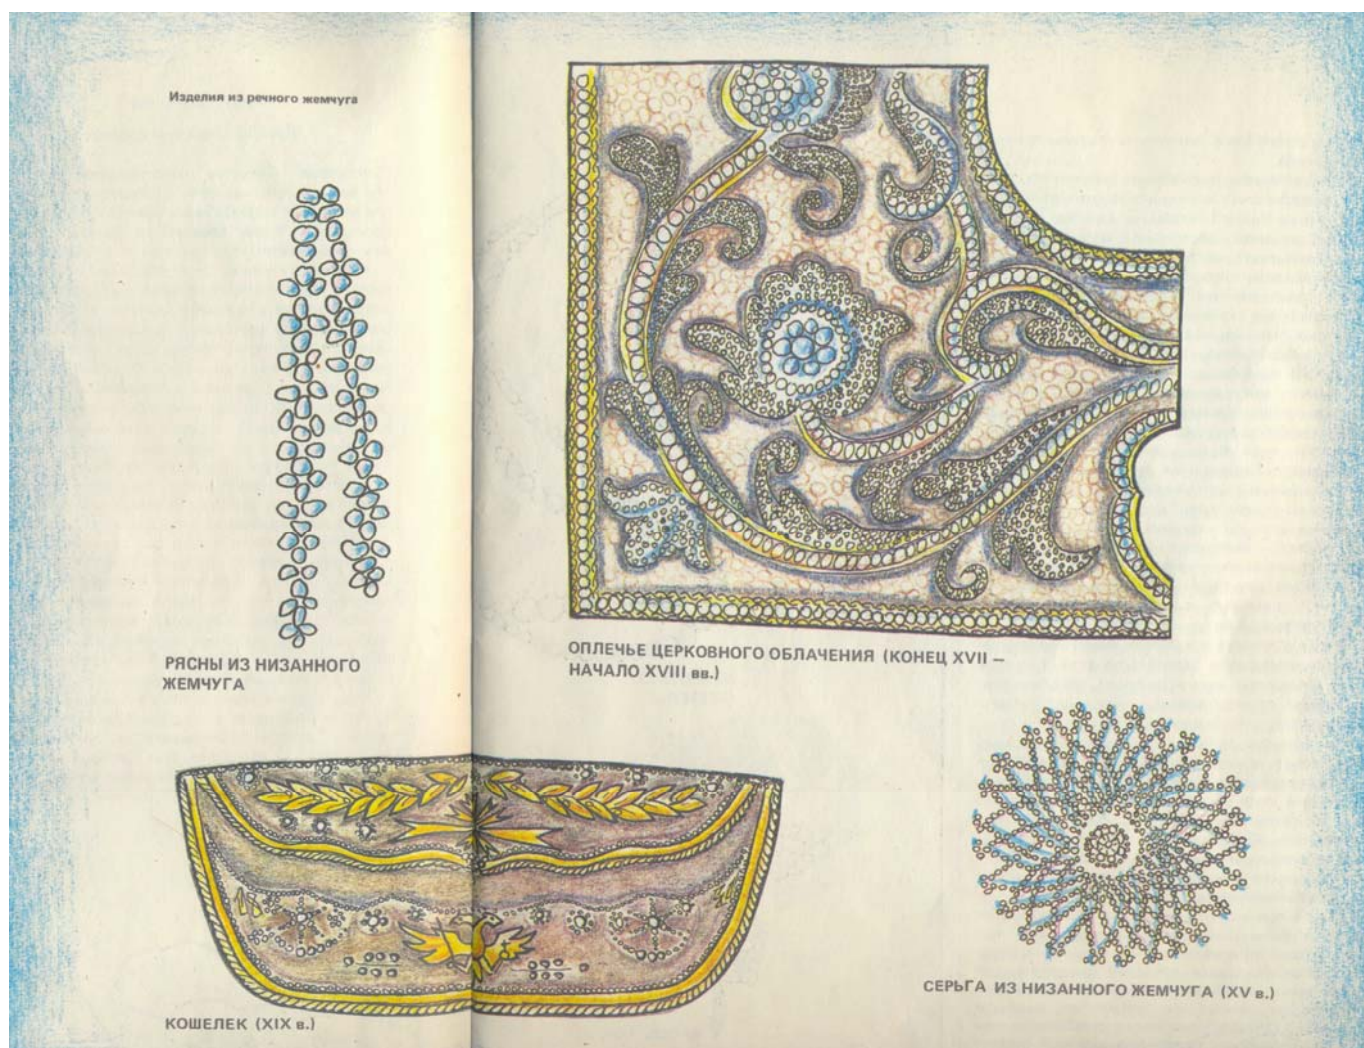 Изделия из речного жемчуга
РЯСНЫ ИЗ НИЗАННОГО
ЖЕМЧУГА
ОПЛЕЧЬЕ ЦЕРКОВНОГО ОБЛАЧЕНИЯ (КОНЕЦ XVII —
НАЧАЛО XVIII вв.)
КОШЕЛЕК (XIX в.)
СЕРЬГА ИЗ НИЗАННОГО ЖЕМЧУГА (XV в.)